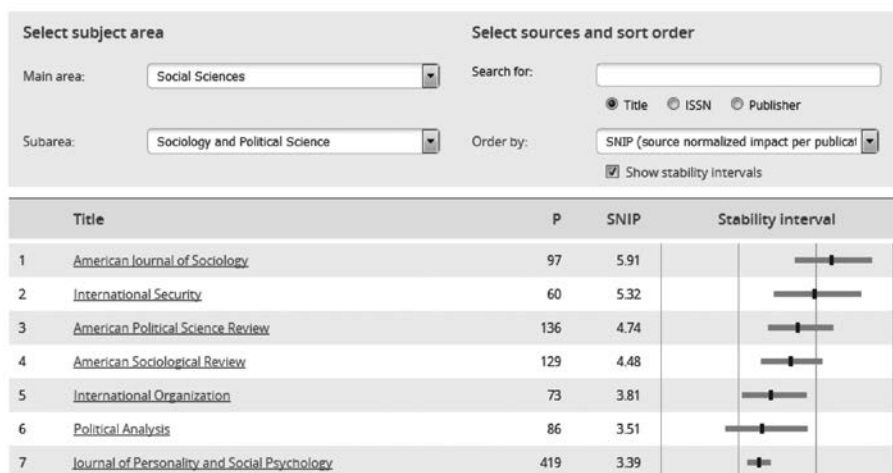 Select subject area
Select sources and sort order
Main area:
Social Sciences
Search for:
Title
ISSN
Publisher
Subarea:
Sociology and Political Science
Order by:
SNIP (source normalized impact per publicat
Show stability intervals
Title P SNIP Stability interval
1 American Journal of Sociology 97 5.91
2 International Security 60 5.32
3 American Political Science Review 136 4.74
4 American Sociological Review 129 4.48
5 International Organization 73 3.81
6 Political Analysis 86 3.51
7 Journal of Personality and Social Psychology 419 3.39